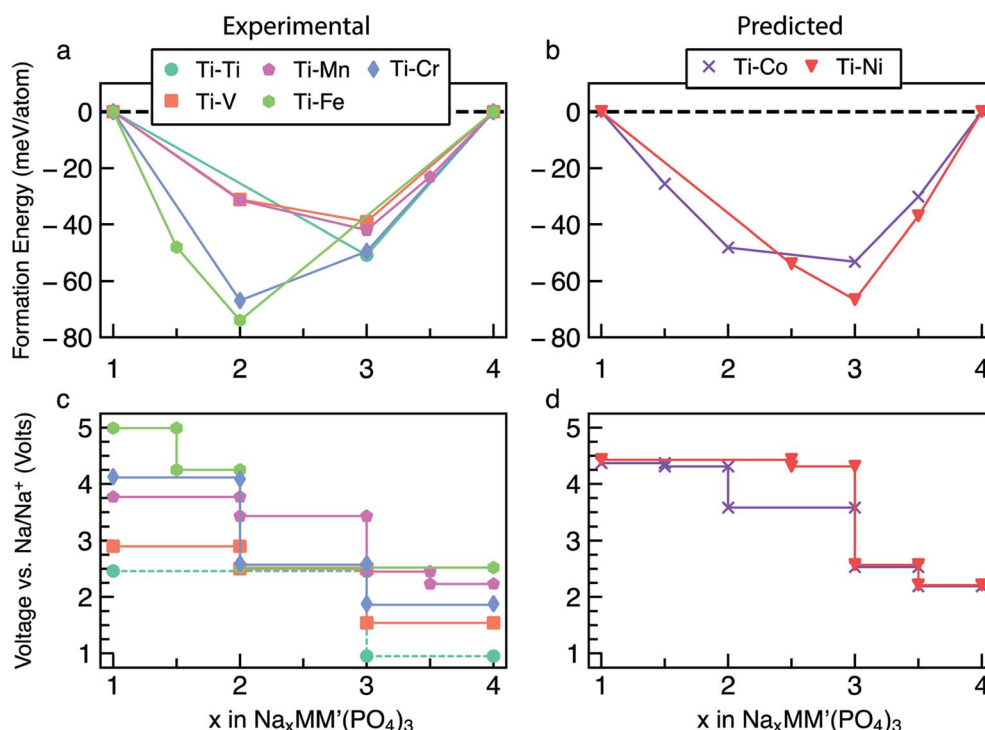 Experimental
Predicted
a
b
Ti-Ti Ti-Mn Ti-Cr
Ti-V Ti-Fe
Ti-Co Ti-Ni
Formation Energy (meV/atom)
0
−20
−40
−60
−80
1 2 3 4
0
−20
−40
−60
−80
1 2 3 4
c
d
Voltage vs. Na/Na⁺ (Volts)
5
4
3
2
1
1 2 3 4
x in NaₓMM'(PO₄)₃
5
4
3
2
1
1 2 3 4
x in NaₓMM'(PO₄)₃